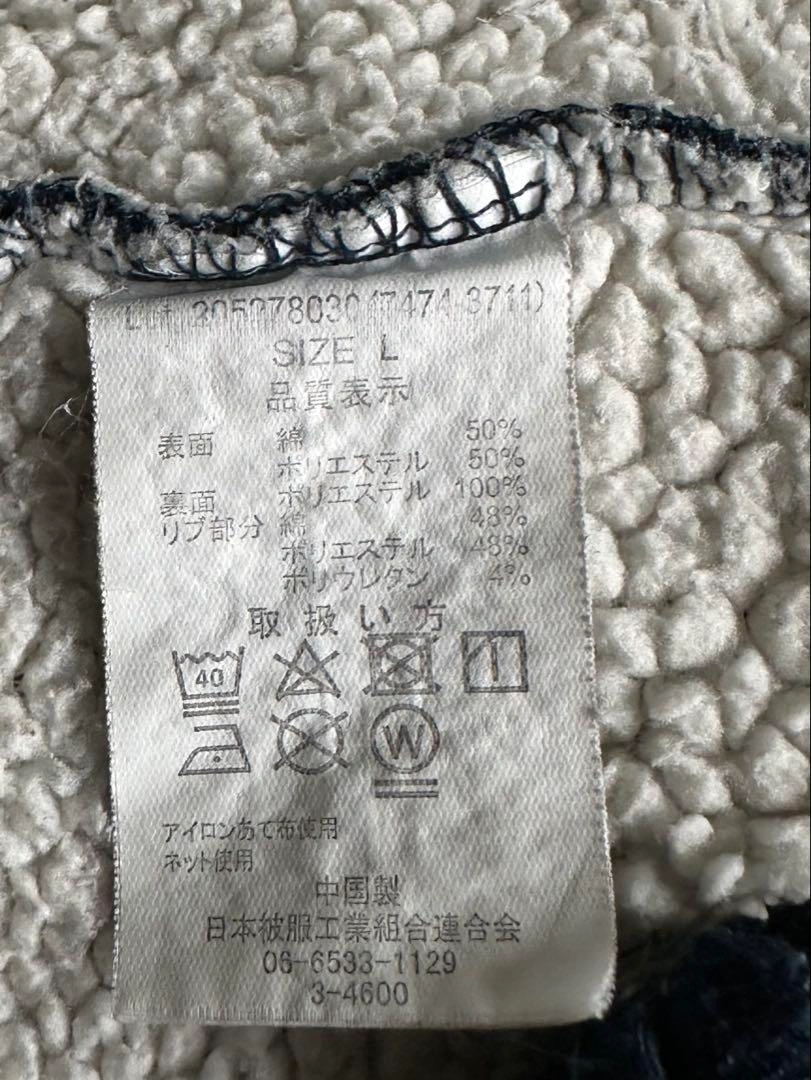 305278030(7474-3711)
SIZE L
品質表示
表面 綿 50%
ポリエステル 50%
裏面 ポリエステル 100%
リブ部分 綿 48%
ポリエステル 48%
ポリウレタン 4%
取扱い方
40
W
アイロンあて布使用
ネット使用
中国製
日本被服工業組合連合会
06-6533-1129
3-4600